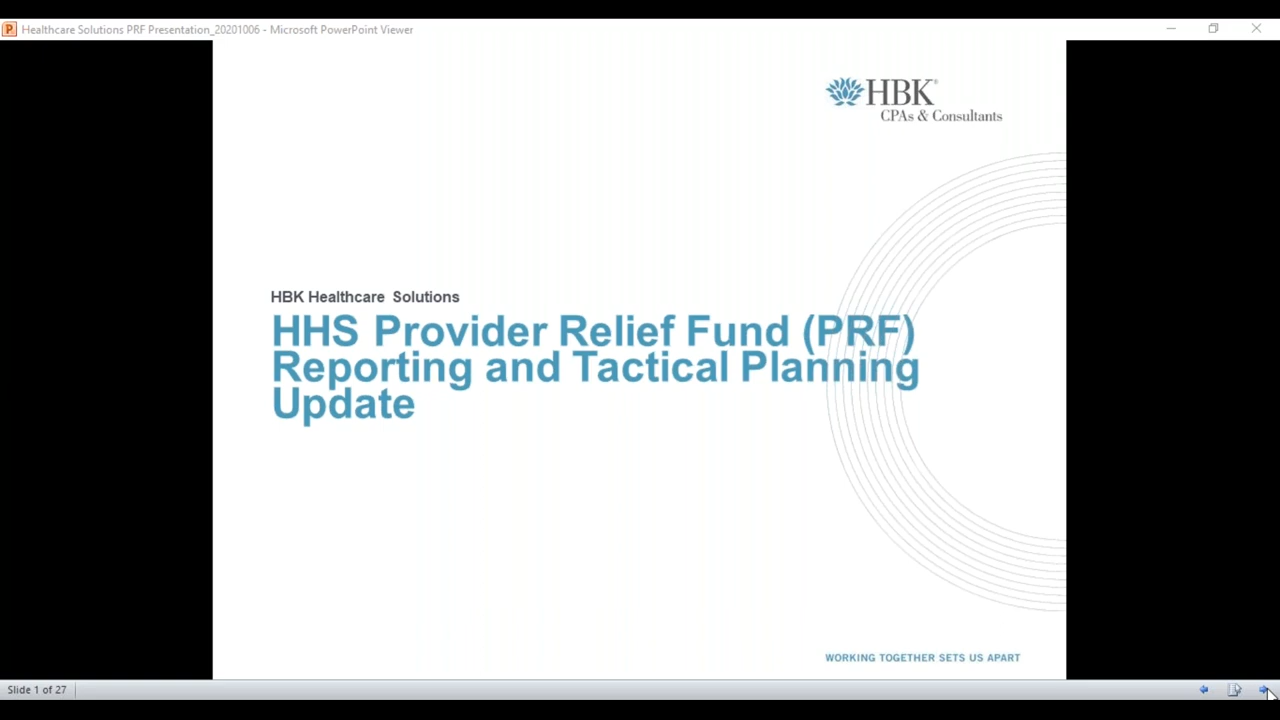 Healthcare Solutions PRF Presentation_20201006 - Microsoft PowerPoint Viewer
HBK®
CPAs & Consultants
HBK Healthcare Solutions
HHS Provider Relief Fund (PRF)
Reporting and Tactical Planning
Update
WORKING TOGETHER SETS US APART
Slide 1 of 27